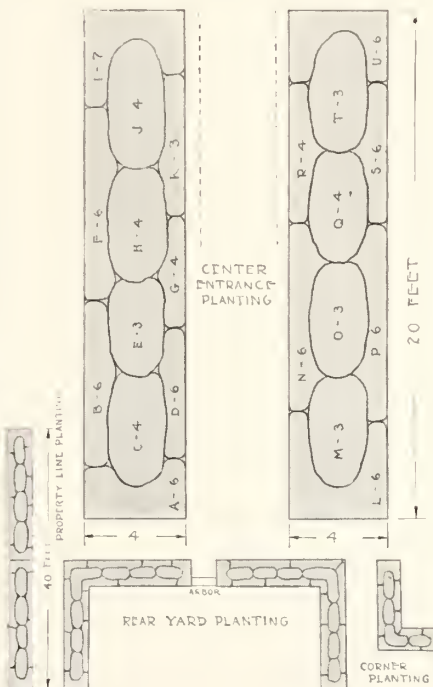 I-7
J-4
F-6
K-3
H-4
G-4
E-3
B-6
C-4
D-6
A-6
4
CENTER
ENTRANCE
PLANTING
U-6
T-3
R-4
S-6
Q-4
O-3
N-6
P-6
M-3
L-6
4
20 FEET
PROPERTY LINE PLANTING
40 FEET
ARBOR
REAR YARD PLANTING
CORNER
PLANTING